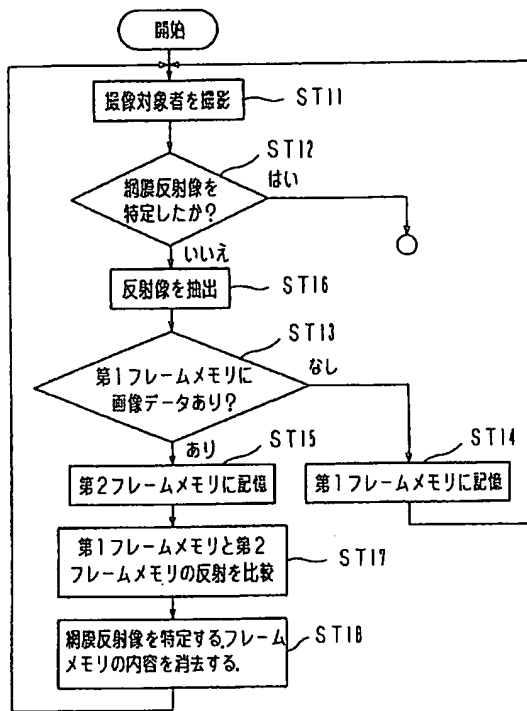 開始
撮像対象者を撮影
ST11
ST12
網膜反射像を
特定したか?
はい
いいえ
反射像を抽出
ST16
ST13
第1フレームメモリに
画像データあり?
なし
あり
ST15
ST14
第2フレームメモリに記憶
第1フレームメモリに記憶
第1フレームメモリと第2
フレームメモリの反射を比較
ST17
網膜反射像を特定する.フレーム
メモリの内容を消去する.
ST18